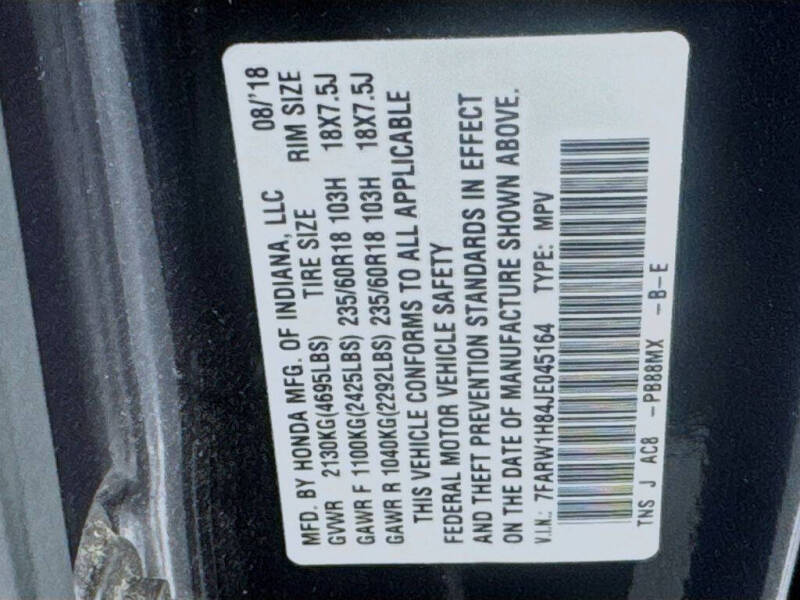 MFD. BY HONDA MFG. OF INDIANA, LLC 08/'18
GVWR 2130KG(4695LBS) TIRE SIZE RIM SIZE
GAWR F 1100KG(2425LBS) 235/60R18 103H 18X7.5J
GAWR R 1040KG(2292LBS) 235/60R18 103H 18X7.5J
THIS VEHICLE CONFORMS TO ALL APPLICABLE
FEDERAL MOTOR VEHICLE SAFETY
AND THEFT PREVENTION STANDARDS IN EFFECT
ON THE DATE OF MANUFACTURE SHOWN ABOVE.
V.I.N.: 7FARW1H84JE045164 TYPE: MPV
TNS J AC8 -PB88MX -B-E